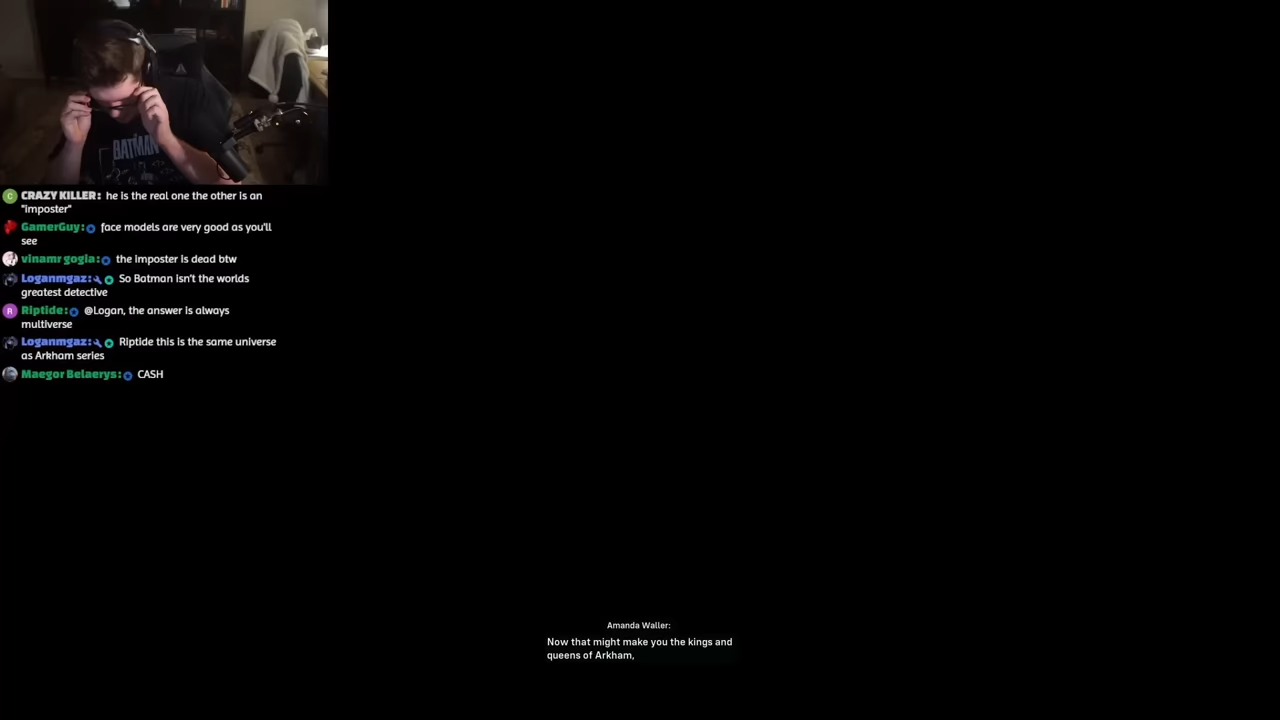 BATMAN
CRAZY KILLER: he is the real one the other is an
"imposter"
GamerGuy: face models are very good as you'll
see
vinamr gogia: the imposter is dead btw
Loganmgaz: So Batman isn't the worlds
greatest detective
Riptide: @Logan, the answer is always
multiverse
Loganmgaz: Riptide this is the same universe
as Arkham series
Maegor Belaerys: CASH
Amanda Waller:
Now that might make you the kings and
queens of Arkham,